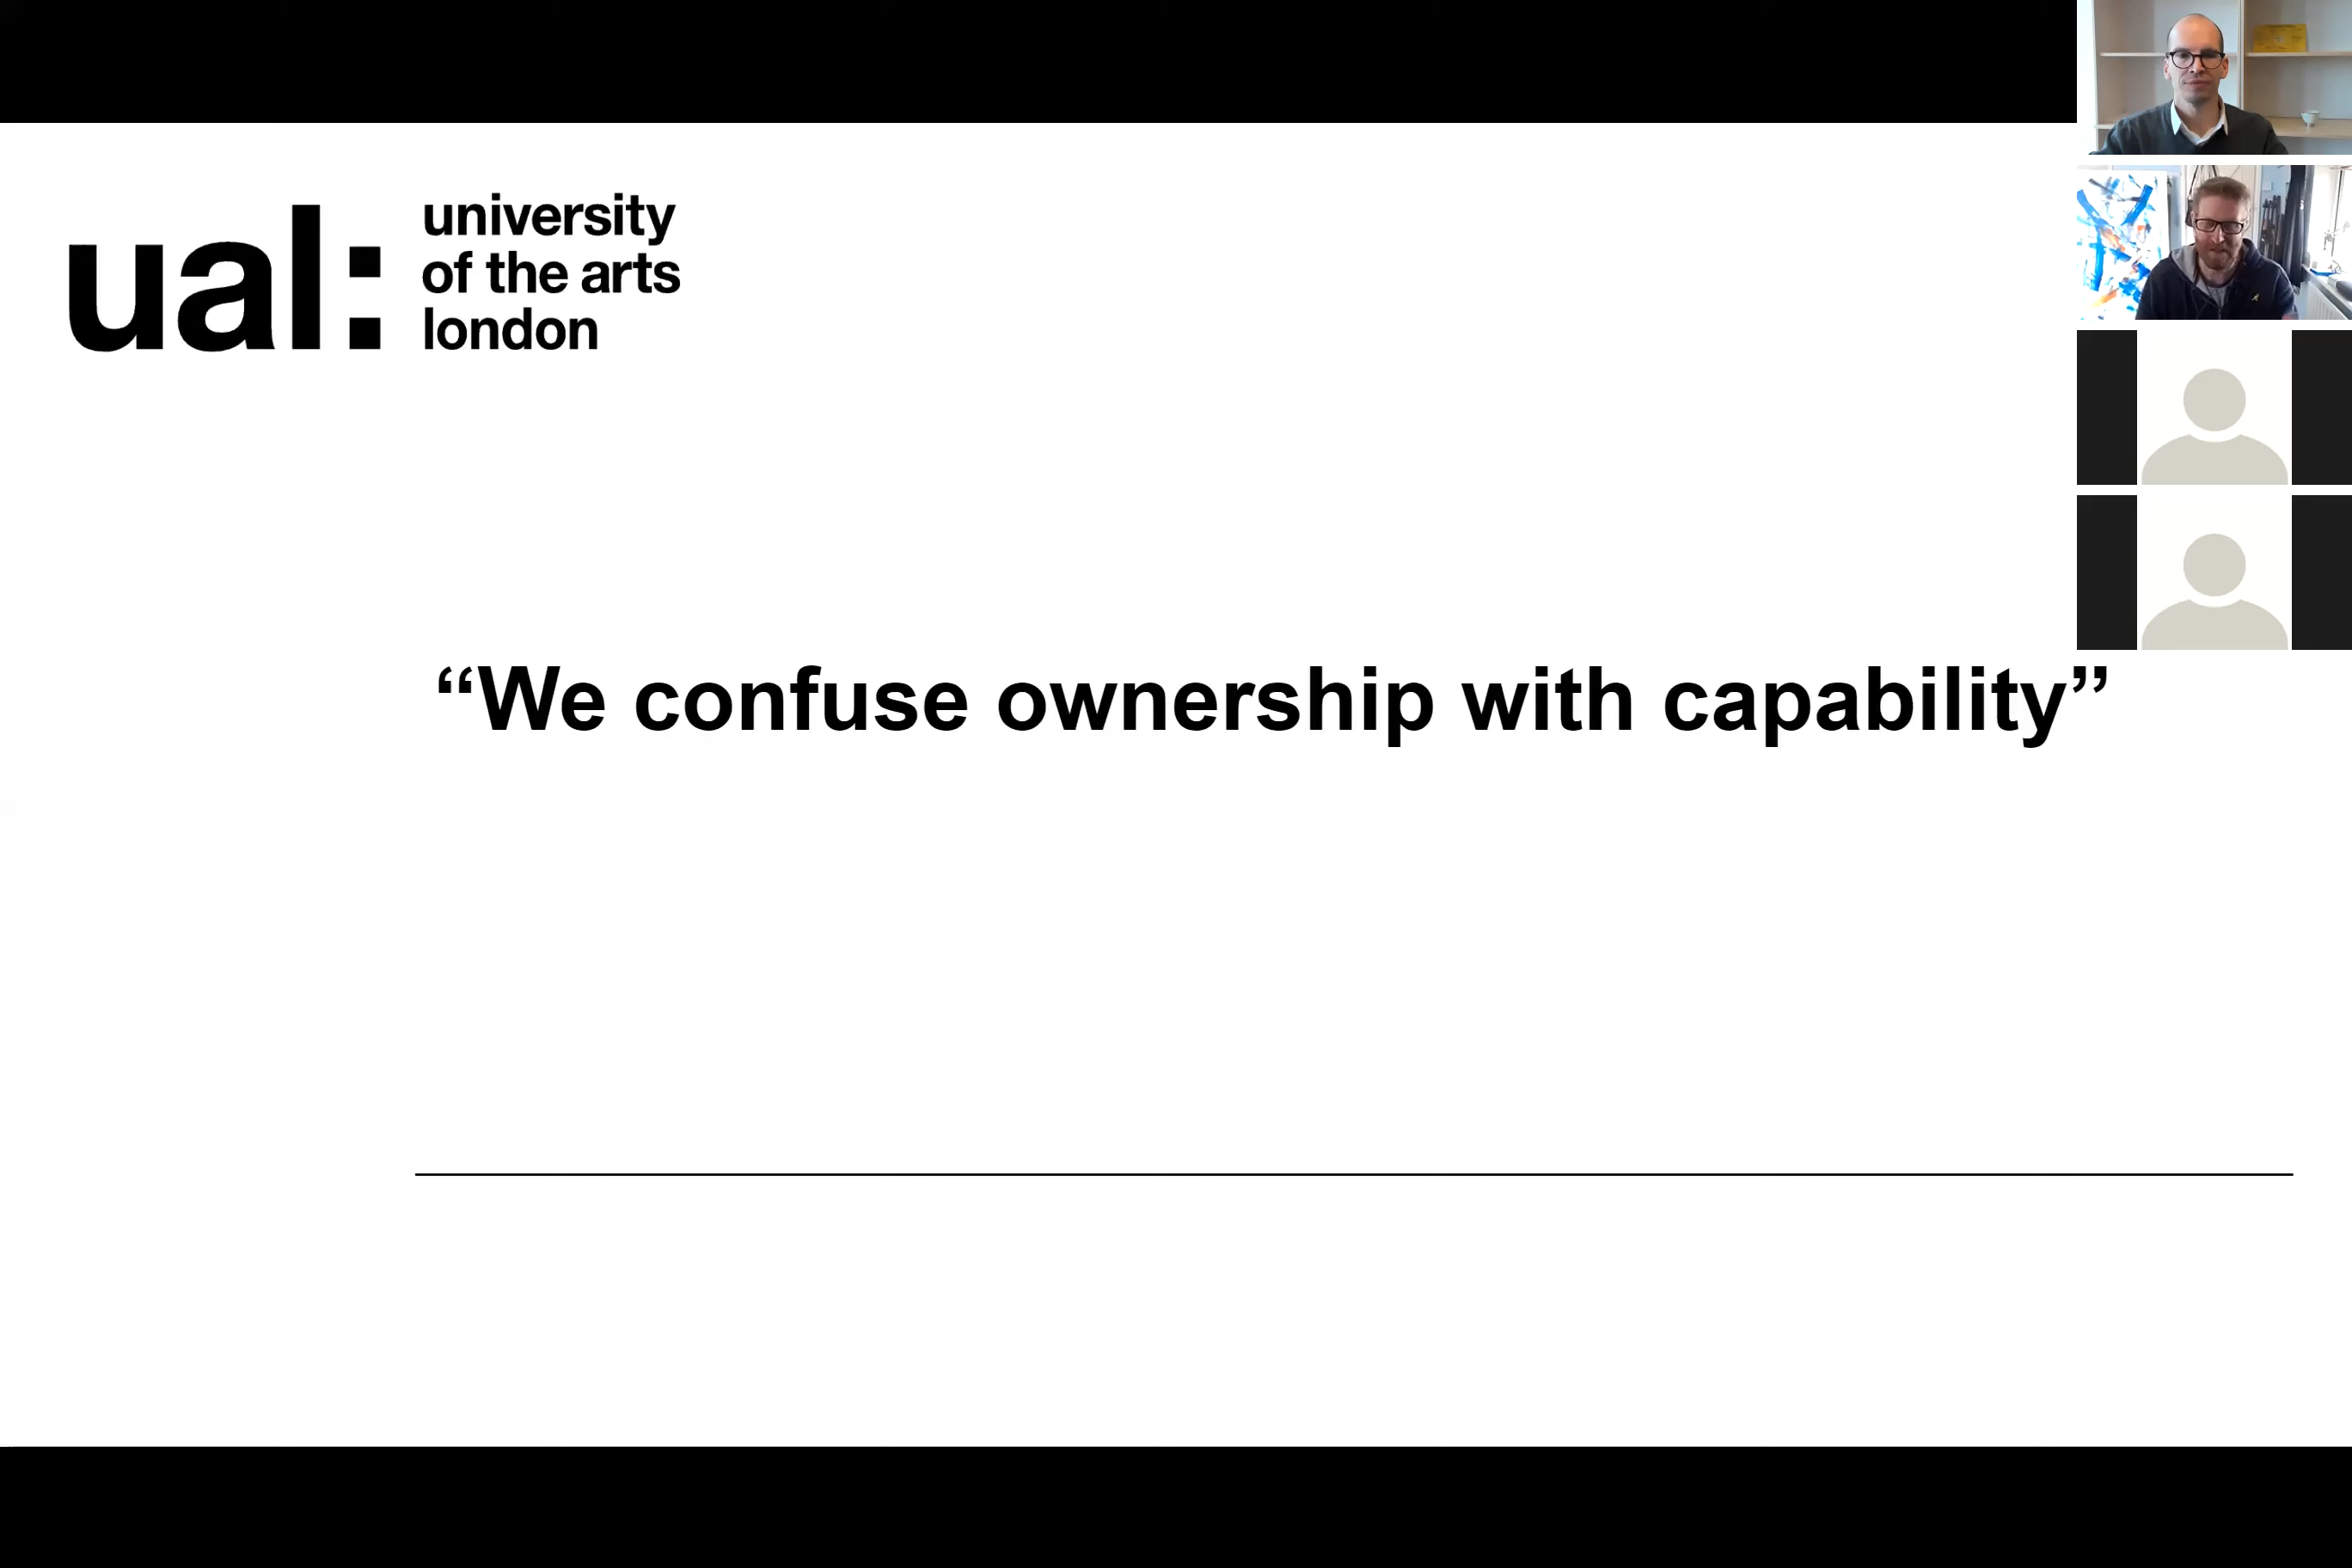 ual:
university
of the arts
london
“We confuse ownership with capability”